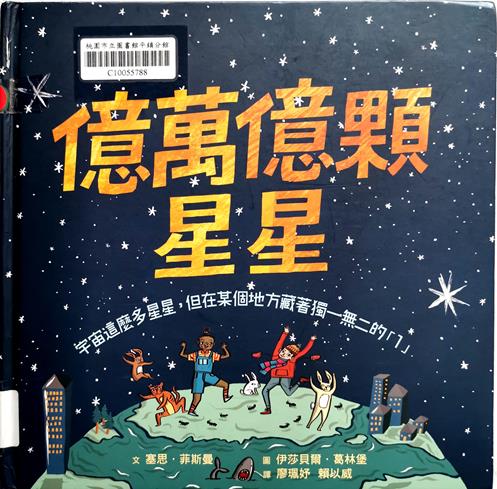 桃園市立圖書館平鎮分館
C10055788
億萬億顆
星星
宇宙這麼多星星，但在某個地方藏著獨一無二的「1」
文 塞思・菲斯曼
圖 伊莎貝爾・葛林堡
譯 廖珮妤 賴以威